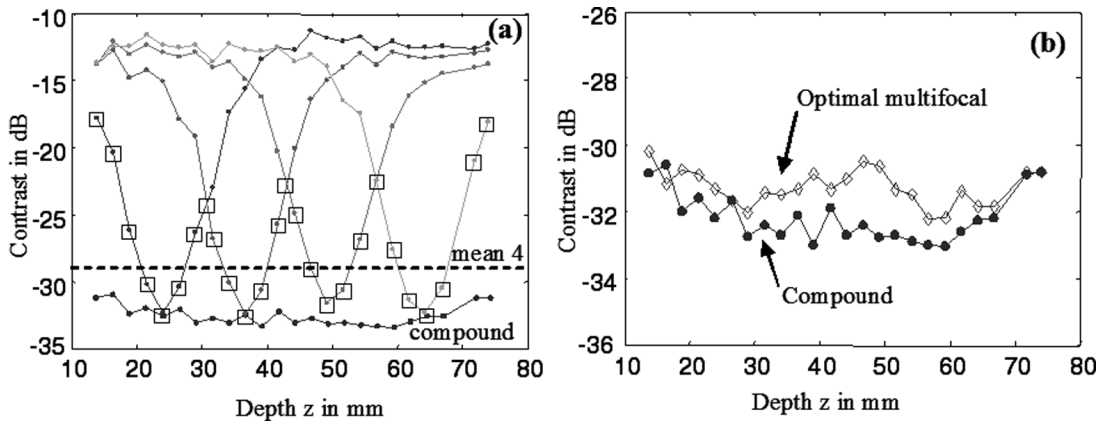 (a)
Contrast in dB
-10
-15
-20
-25
-30
-35
mean 4
compound
10 20 30 40 50 60 70 80
Depth z in mm
(b)
Contrast in dB
-26
-28
-30
-32
-34
-36
Optimal multifocal
Compound
10 20 30 40 50 60 70 80
Depth z in mm